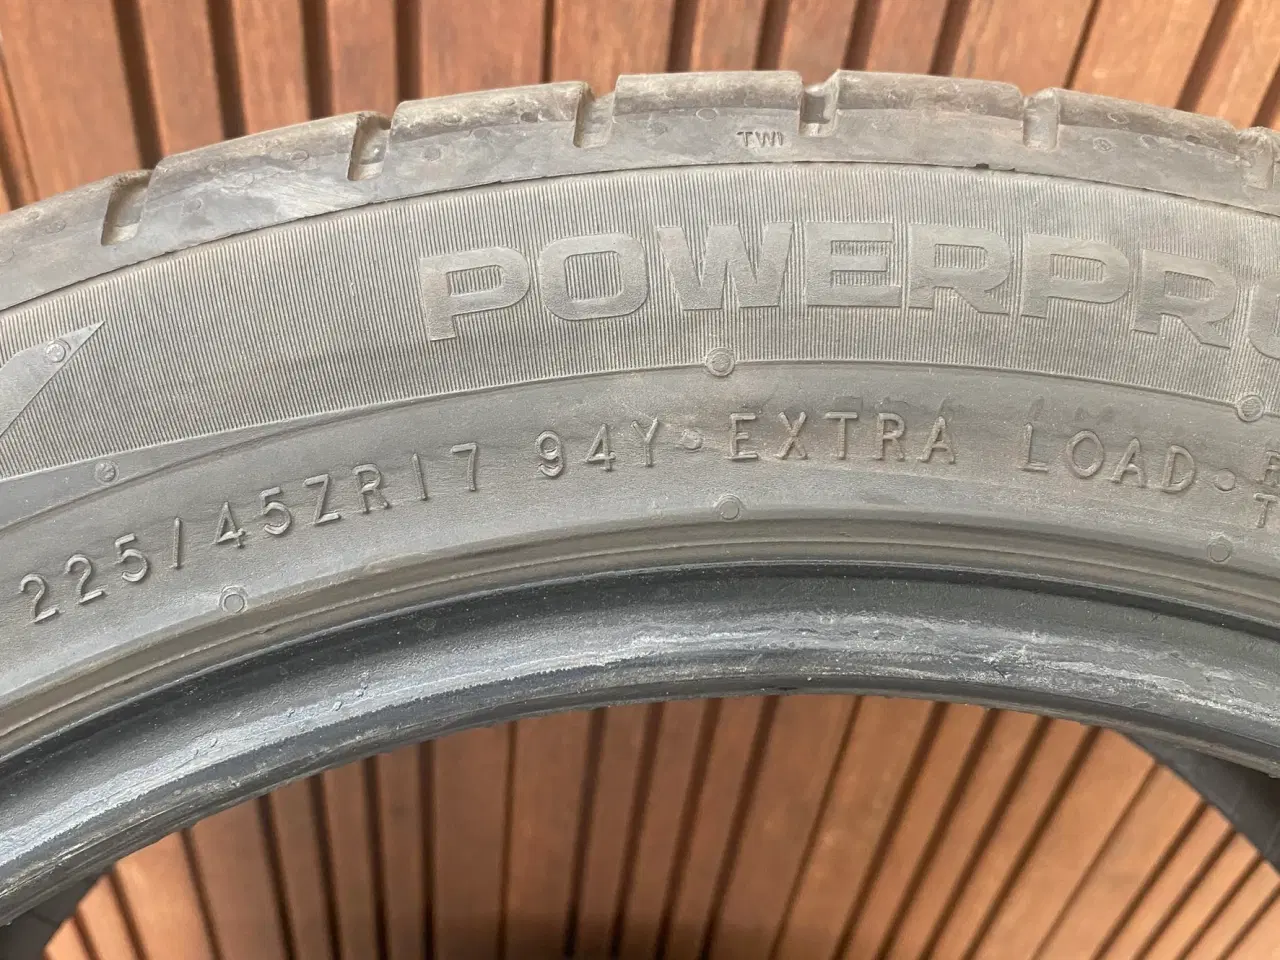 TWI
POWERPRO
225/45ZR17 94Y • EXTRA LOAD •